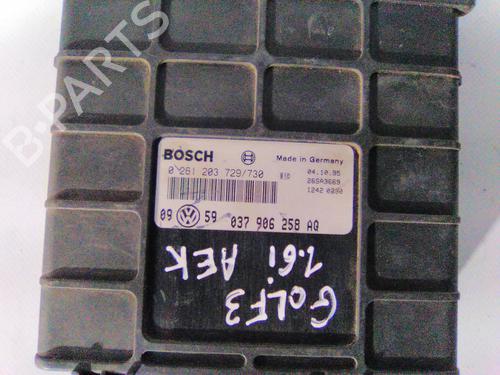 B-PARTS
BOSCH
Made in Germany
0 261 203 729/730
04.10.95
26SA3669
1242 0280
09 59 037 906 258 AQ
GOLF3
1.6i AEK